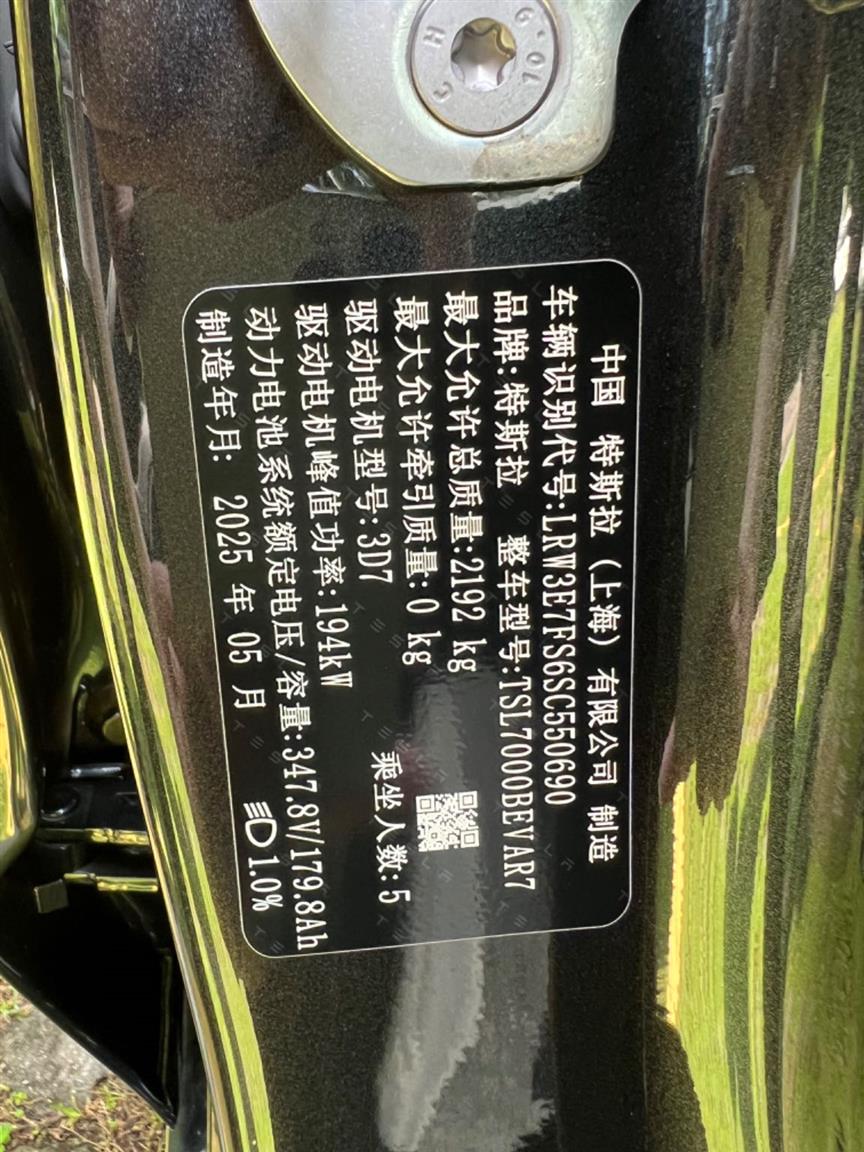 中国 特斯拉（上海）有限公司 制造
车辆识别代号:LRW3E7FS6SC550690
品牌:特斯拉 整车型号:TSL7000BEVAR7
最大允许总质量:2192 kg
最大允许牵引质量:0 kg
驱动电机型号:3D7 乘坐人数:5
驱动电机峰值功率:194kW
动力电池系统额定电压/容量:347.8V/179.8Ah
制造年月: 2025 年 05 月 1.0%